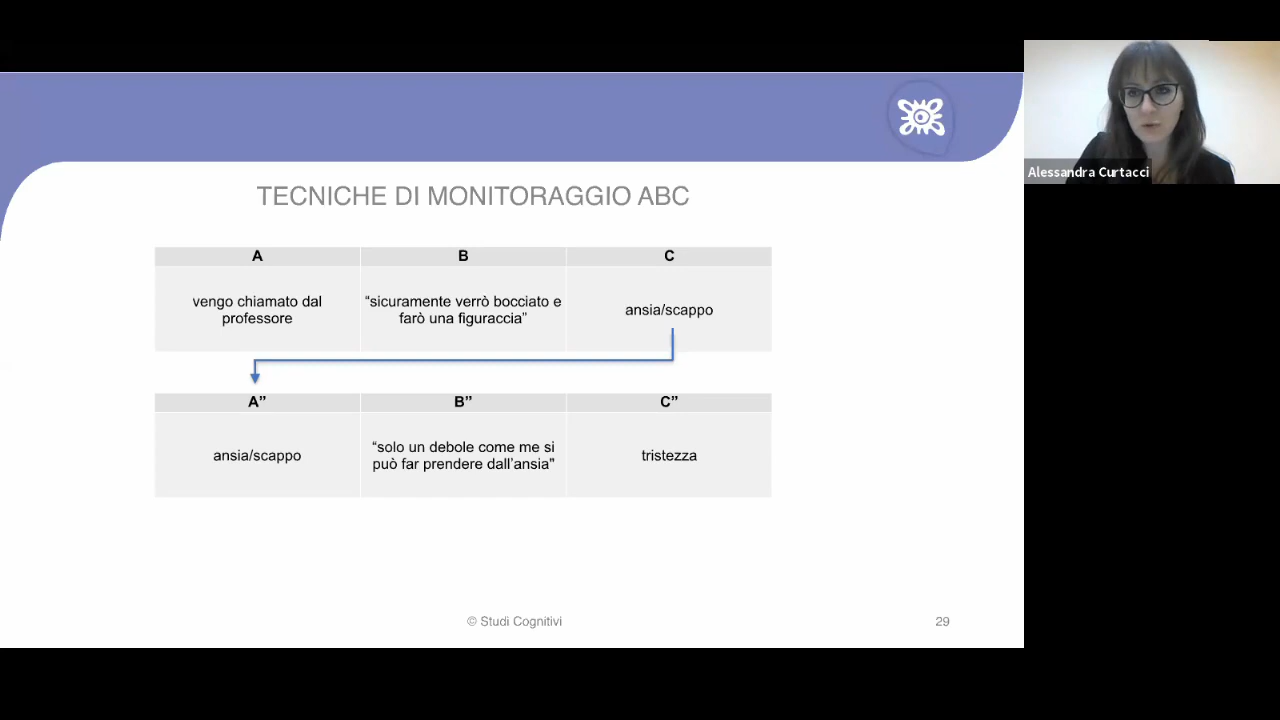 Alessandra Curtacci
TECNICHE DI MONITORAGGIO ABC
A
B
C
vengo chiamato dal
professore
“sicuramente verrò bocciato e
farò una figuraccia”
ansia/scappo
A”
B”
C”
ansia/scappo
“solo un debole come me si
può far prendere dall’ansia”
tristezza
© Studi Cognitivi
29